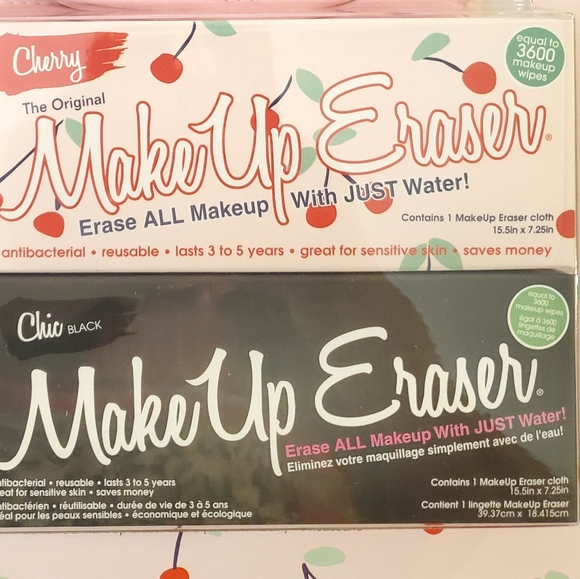 Cherry
equal to
3600
makeup
wipes
The Original
MakeUp Eraser®
Erase ALL Makeup With JUST Water!
Contains 1 MakeUp Eraser cloth
15.5in x 7.25in
antibacterial • reusable • lasts 3 to 5 years • great for sensitive skin • saves money
Chic BLACK
equal to
3600
makeup wipes
égal à 3600
lingettes de
maquillage
MakeUp Eraser®
Erase ALL Makeup With JUST Water!
Eliminez votre maquillage simplement avec de l'eau!
tibacterial • reusable • lasts 3 to 5 years
eat for sensitive skin • saves money
tibactérien • réutilisable • durée de vie de 3 à 5 ans
éal pour les peaux sensibles • économique et écologique
Contains 1 MakeUp Eraser cloth
15.5in x 7.25in
Contient 1 lingette MakeUp Eraser
39.37cm x 18.415cm